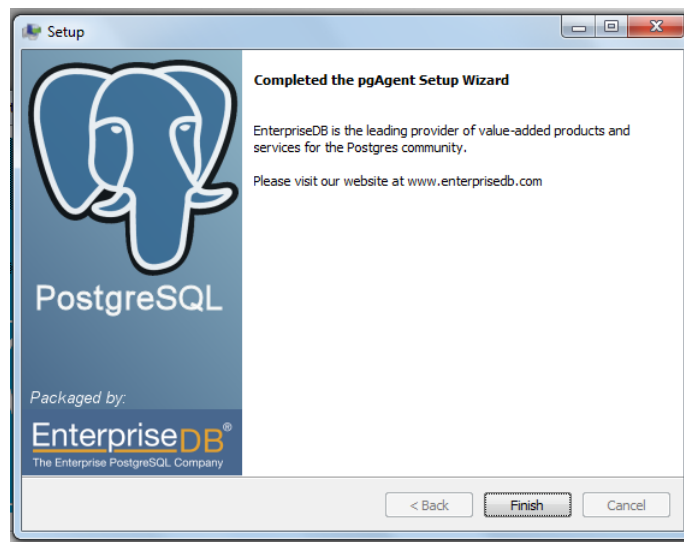 Setup
Completed the pgAgent Setup Wizard
EnterpriseDB is the leading provider of value-added products and
services for the Postgres community.
Please visit our website at www.enterprisedb.com
PostgreSQL
Packaged by:
EnterpriseDB®
The Enterprise PostgreSQL Company
< Back
Finish
Cancel